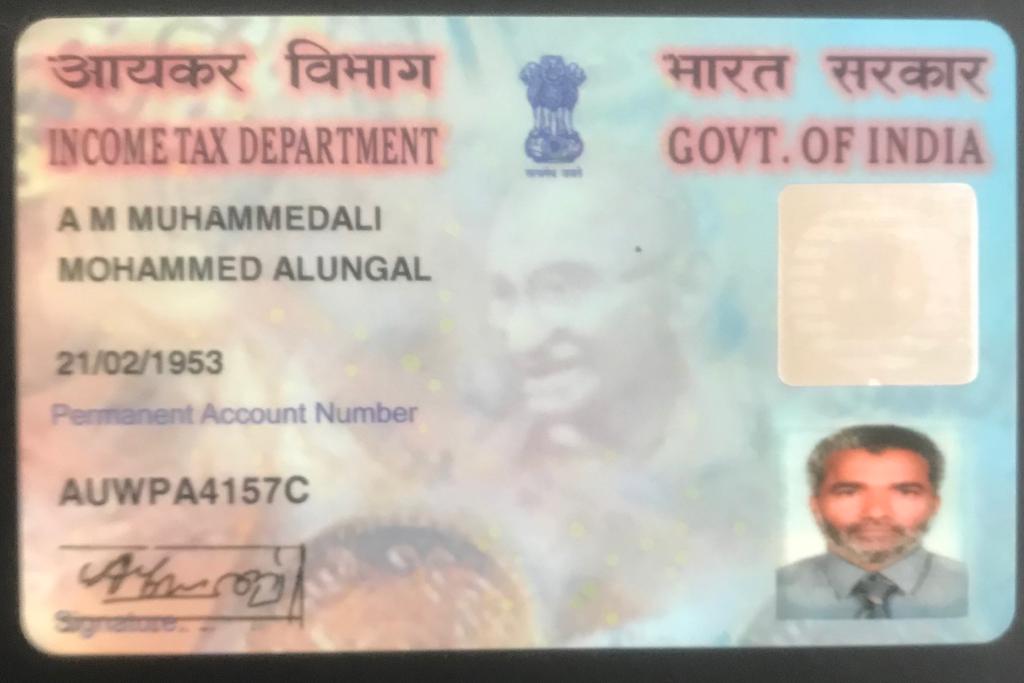 आयकर विभाग
भारत सरकार
INCOME TAX DEPARTMENT
GOVT. OF INDIA
सत्यमेव जयते
A M MUHAMMEDALI
MOHAMMED ALUNGAL
21/02/1953
Permanent Account Number
AUWPA4157C
Signature